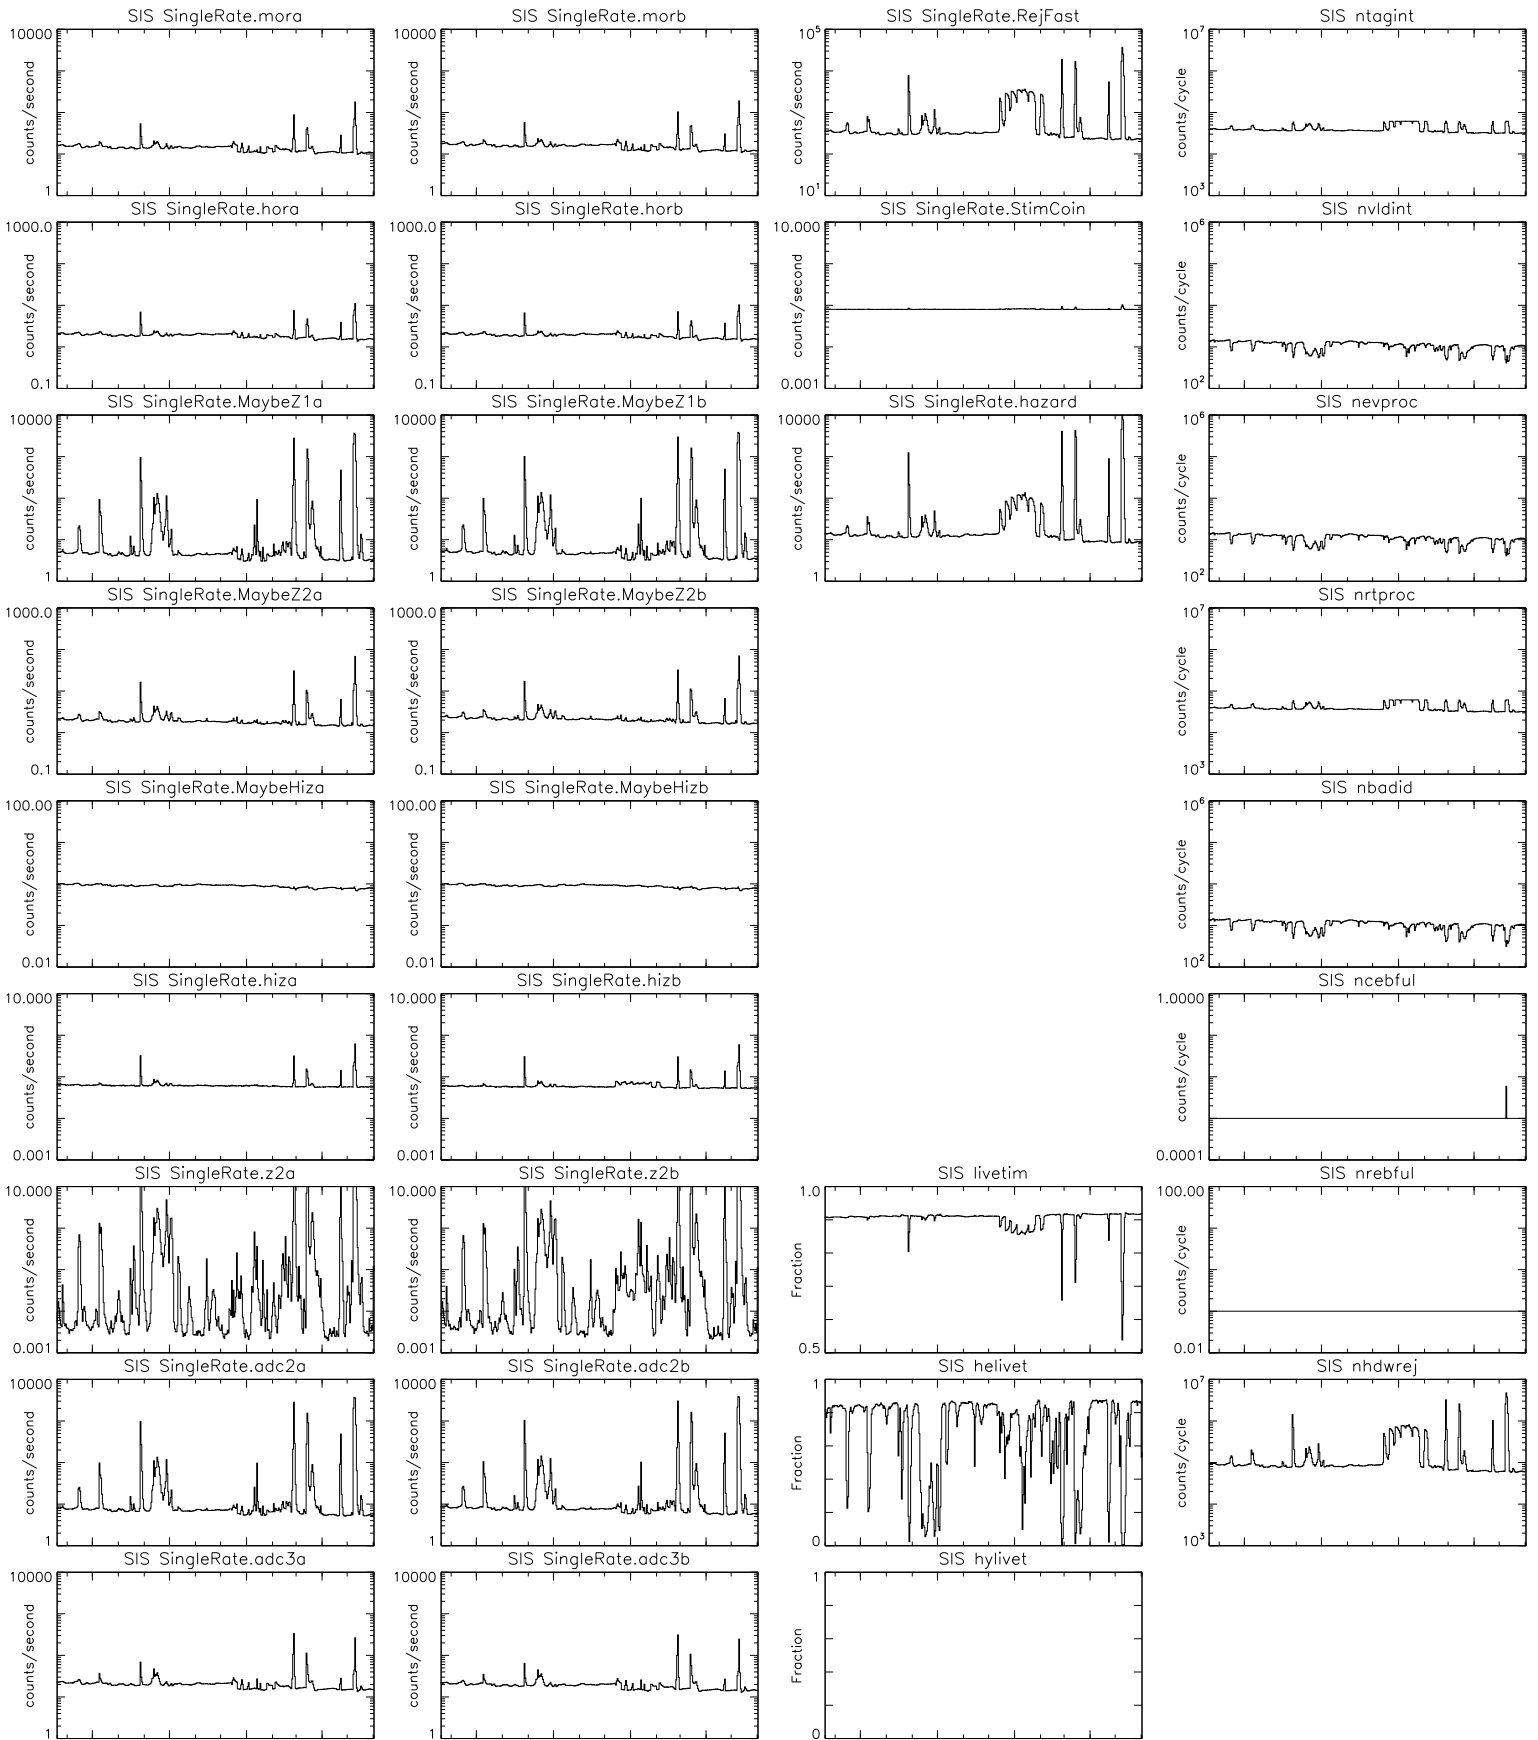 SIS SingleRate.mora SIS SingleRate.morb SIS SingleRate.RejFast SIS ntagint
10000 10000 10^5 10^7
counts/second counts/second counts/second counts/cycle
1 1 10^1 10^3
SIS SingleRate.hora SIS SingleRate.horb SIS SingleRate.StimCoin SIS nvldint
1000.0 1000.0 10.000 10^6
counts/second counts/second counts/second counts/cycle
0.1 0.1 0.001 10^2
SIS SingleRate.MaybeZ1a SIS SingleRate.MaybeZ1b SIS SingleRate.hazard SIS nevproc
10000 10000 10000 10^6
counts/second counts/second counts/second counts/cycle
1 1 1 10^2
SIS SingleRate.MaybeZ2a SIS SingleRate.MaybeZ2b SIS nrtproc
1000.0 1000.0 10^7
counts/second counts/second counts/cycle
0.1 0.1 10^3
SIS SingleRate.MaybeHiza SIS SingleRate.MaybeHizb SIS nbadid
100.00 100.00 10^6
counts/second counts/second counts/cycle
0.01 0.01 10^2
SIS SingleRate.hiza SIS SingleRate.hizb SIS ncebful
10.000 10.000 1.0000
counts/second counts/second counts/cycle
0.001 0.001 0.0001
SIS SingleRate.z2a SIS SingleRate.z2b SIS livetim SIS nrebful
10.000 10.000 1.0 100.00
counts/second counts/second Fraction counts/cycle
0.001 0.001 0.5 0.01
SIS SingleRate.adc2a SIS SingleRate.adc2b SIS helivet SIS nhdwrej
10000 10000 1 10^7
counts/second counts/second Fraction counts/cycle
1 1 0 10^3
SIS SingleRate.adc3a SIS SingleRate.adc3b SIS hylivet
10000 10000 1
counts/second counts/second Fraction
1 1 0